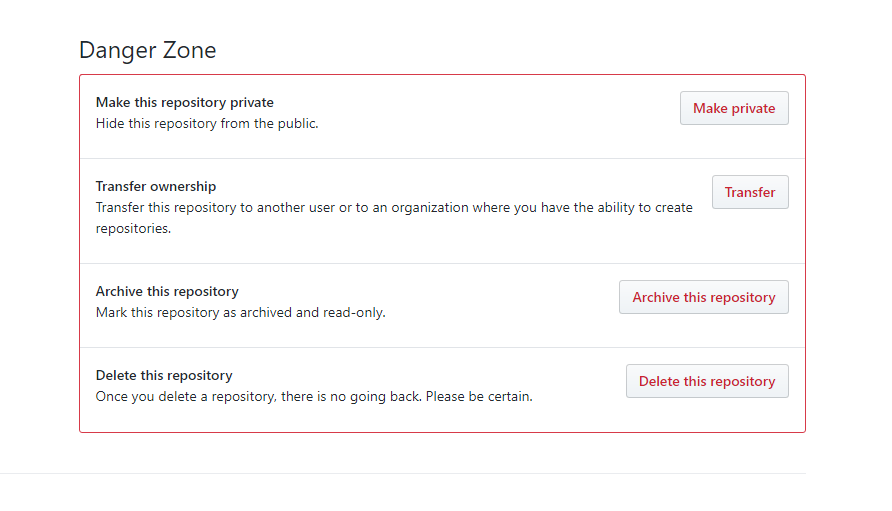 Danger Zone
Make this repository private
Hide this repository from the public.
Make private
Transfer ownership
Transfer this repository to another user or to an organization where you have the ability to create
repositories.
Transfer
Archive this repository
Mark this repository as archived and read-only.
Archive this repository
Delete this repository
Once you delete a repository, there is no going back. Please be certain.
Delete this repository